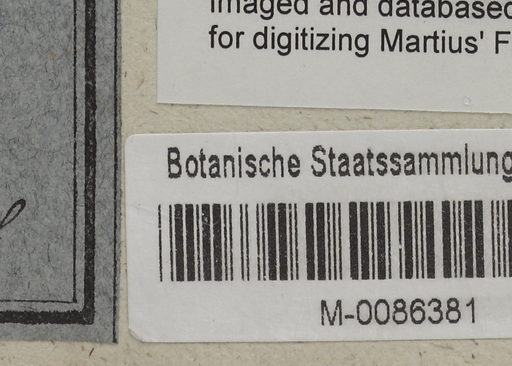 Imaged and databased
for digitizing Martius' F
Botanische Staatssammlung
M-0086381